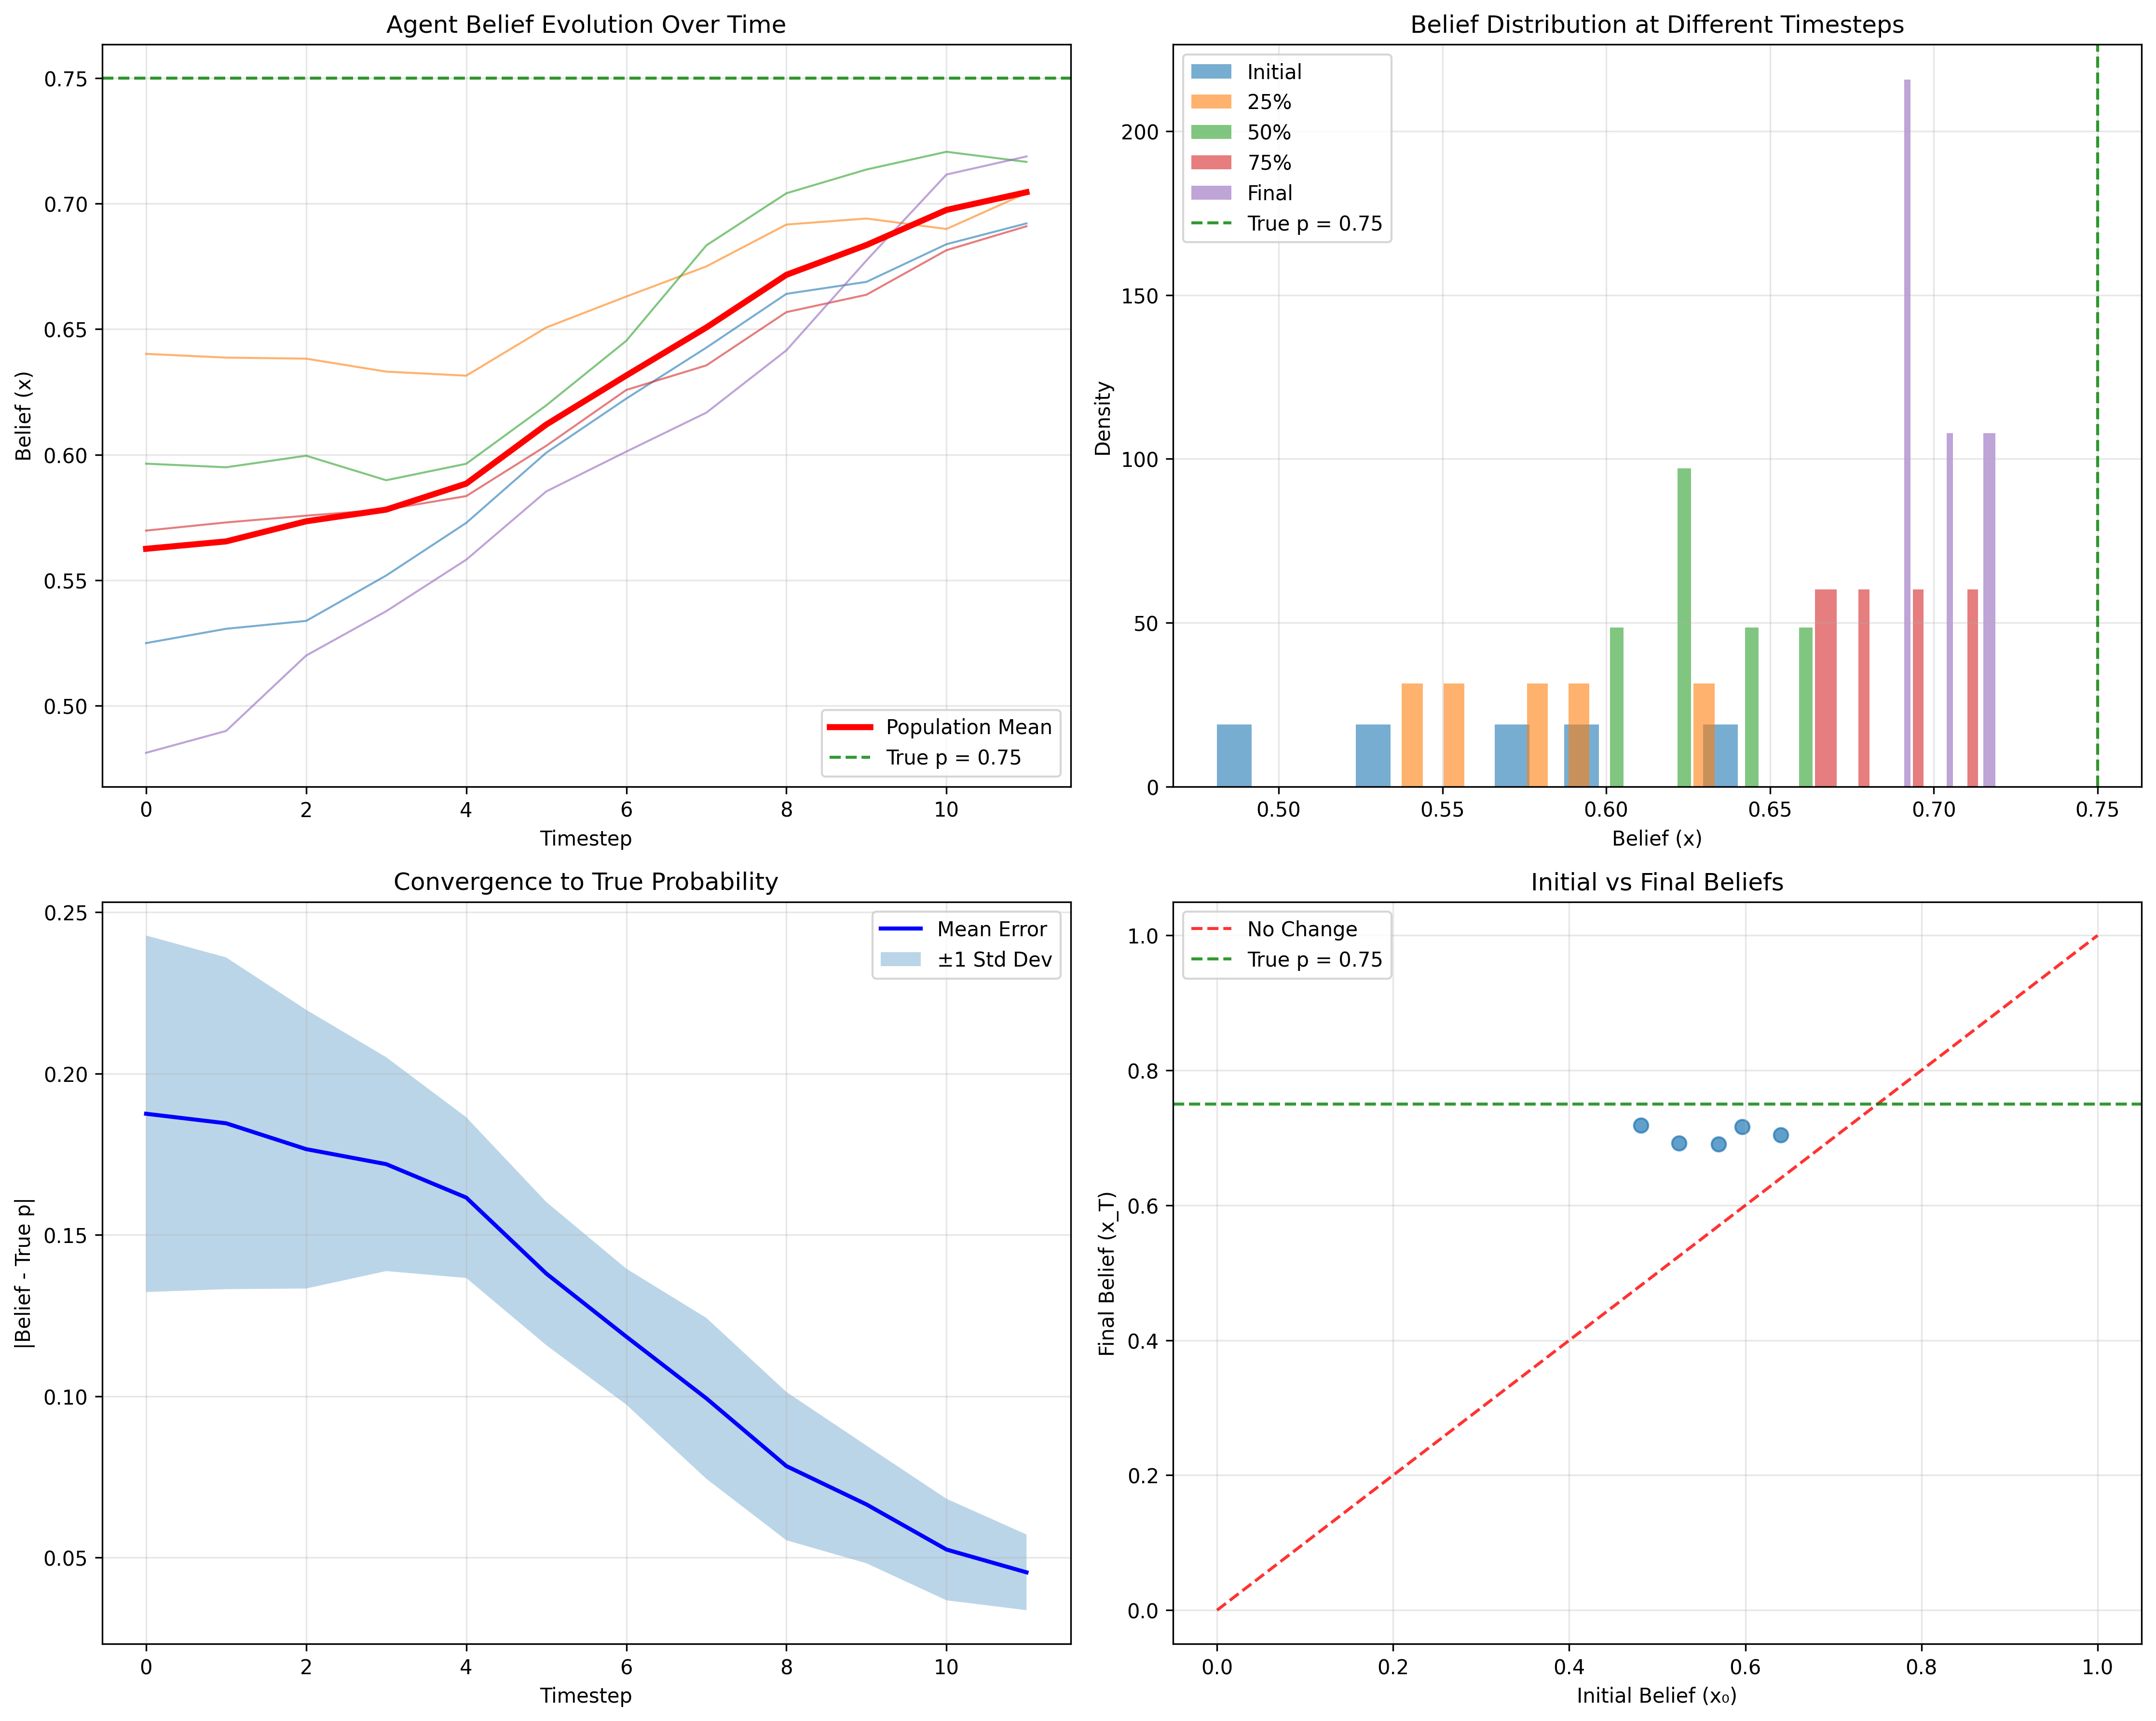 Agent Belief Evolution Over Time
Belief (x)
0.75
0.70
0.65
0.60
0.55
0.50
0 2 4 6 8 10
Timestep
Population Mean
True p = 0.75
Belief Distribution at Different Timesteps
Density
200
150
100
50
0
0.50 0.55 0.60 0.65 0.70 0.75
Belief (x)
Initial
25%
50%
75%
Final
True p = 0.75
Convergence to True Probability
|Belief - True p|
0.25
0.20
0.15
0.10
0.05
0 2 4 6 8 10
Timestep
Mean Error
±1 Std Dev
Initial vs Final Beliefs
Final Belief (x_T)
1.0
0.8
0.6
0.4
0.2
0.0
0.0 0.2 0.4 0.6 0.8 1.0
Initial Belief (x₀)
No Change
True p = 0.75